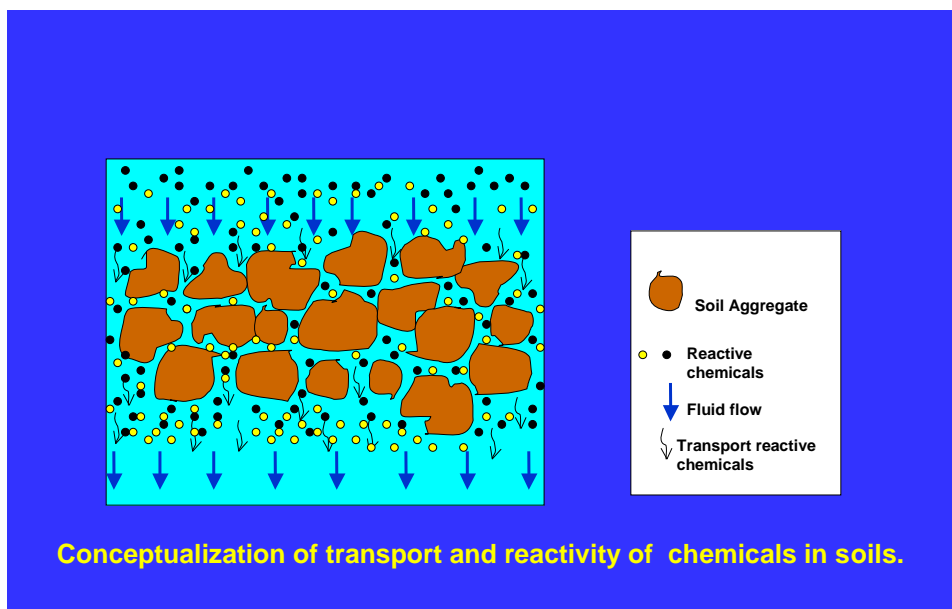 Soil Aggregate
Reactive
chemicals
Fluid flow
Transport reactive
chemicals
Conceptualization of transport and reactivity of  chemicals in soils.